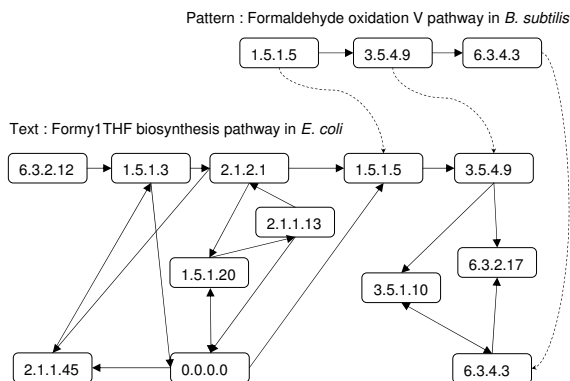 Pattern : Formaldehyde oxidation V pathway in B. subtilis
1.5.1.5 3.5.4.9 6.3.4.3
Text : Formy1THF biosynthesis pathway in E. coli
6.3.2.12 1.5.1.3 2.1.2.1 1.5.1.5 3.5.4.9
2.1.1.13
1.5.1.20 6.3.2.17
3.5.1.10
2.1.1.45 0.0.0.0 6.3.4.3